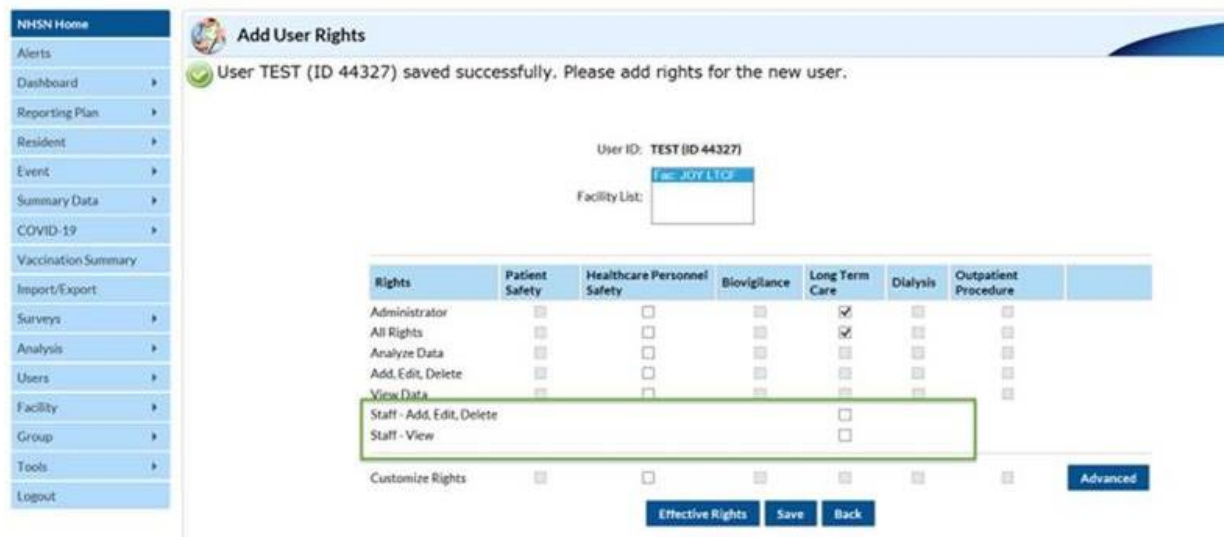 NHSN Home
Alerts
Dashboard
Reporting Plan
Resident
Event
Summary Data
COVID-19
Vaccination Summary
Import/Export
Surveys
Analysis
Users
Facility
Group
Tools
Logout
Add User Rights
User TEST (ID 44327) saved successfully. Please add rights for the new user.
User ID: TEST (ID 44327)
Fac: JOY LTCF
Facility List:
Rights Patient Safety Healthcare Personnel Safety Biovigilance Long Term Care Dialysis Outpatient Procedure
Administrator
All Rights
Analyze Data
Add, Edit, Delete
View Data
Staff - Add, Edit, Delete
Staff - View
Customize Rights Advanced
Effective Rights Save Back